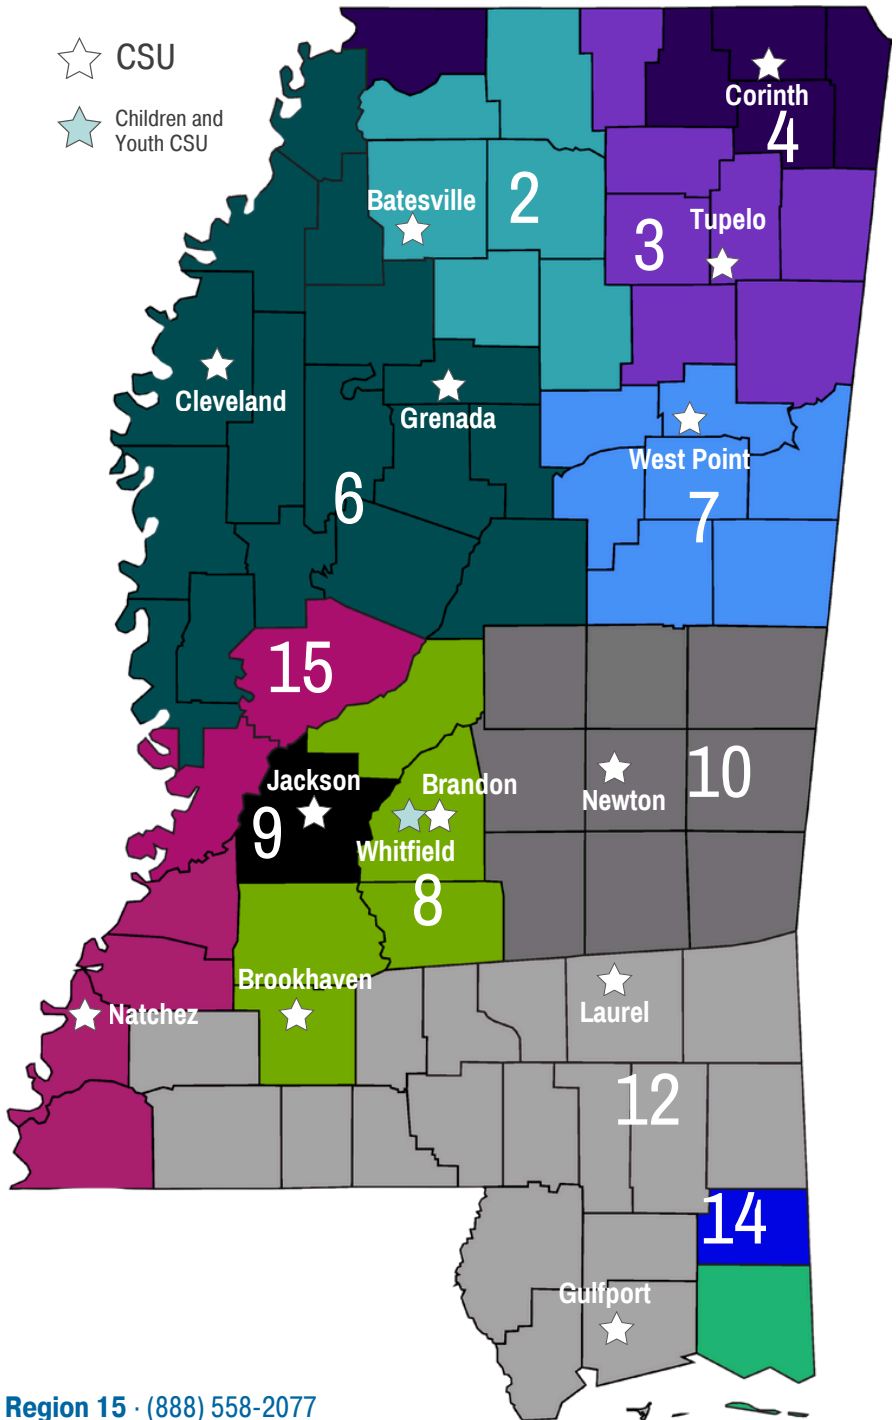 CSU
Children and
Youth CSU
Corinth
4
Batesville
2
3
Tupelo
Cleveland
Grenada
West Point
6
7
15
Jackson
Brandon
Newton
10
9
Whitfield
8
Brookhaven
Natchez
Laurel
12
14
Gulfport
Region 15 · (888) 558-2077